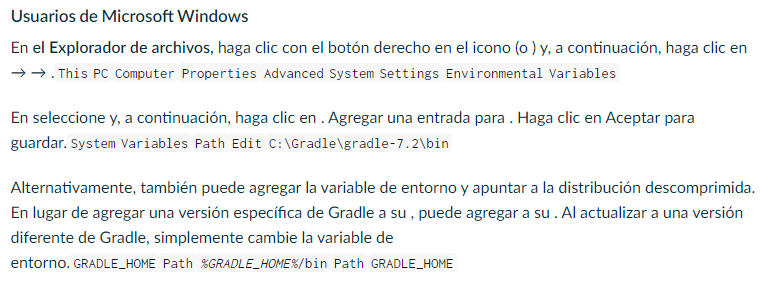 Usuarios de Microsoft Windows
En el Explorador de archivos, haga clic con el botón derecho en el icono (o ) y, a continuación, haga clic en
→ → . This PC Computer Properties Advanced System Settings Environmental Variables
En seleccione y, a continuación, haga clic en . Agregar una entrada para . Haga clic en Aceptar para
guardar. System Variables Path Edit C:\Gradle\gradle-7.2\bin
Alternativamente, también puede agregar la variable de entorno y apuntar a la distribución descomprimida.
En lugar de agregar una versión específica de Gradle a su , puede agregar a su . Al actualizar a una versión
diferente de Gradle, simplemente cambie la variable de
entorno. GRADLE_HOME Path %GRADLE_HOME%/bin Path GRADLE_HOME